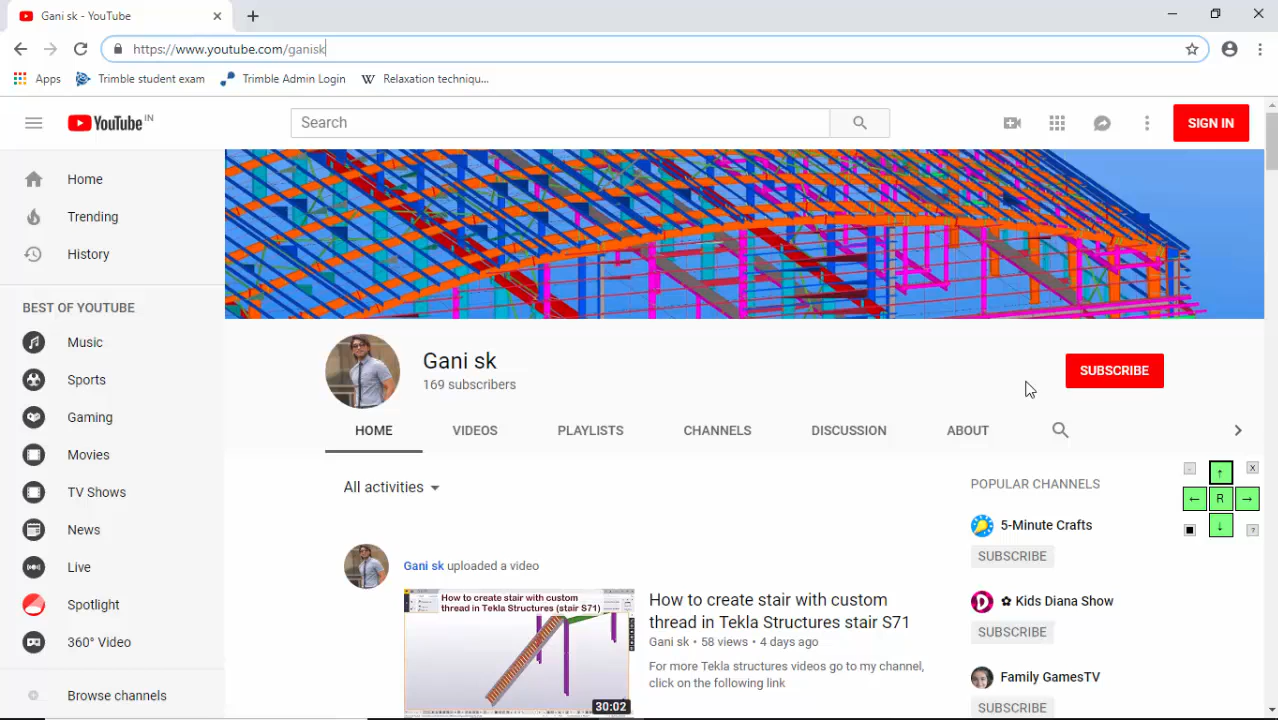 Gani sk - YouTube
https://www.youtube.com/ganisk
Apps
Trimble student exam
Trimble Admin Login
W Relaxation techniqu...
YouTube IN
Search
SIGN IN
Home
Trending
History
BEST OF YOUTUBE
Music
Sports
Gaming
Movies
TV Shows
News
Live
Spotlight
360° Video
Browse channels
Gani sk
169 subscribers
SUBSCRIBE
HOME
VIDEOS
PLAYLISTS
CHANNELS
DISCUSSION
ABOUT
All activities
Gani sk uploaded a video
How to create stair with custom
thread in Tekla Structures (stair S71)
30:02
How to create stair with custom
thread in Tekla Structures stair S71
Gani sk • 58 views • 4 days ago
For more Tekla structures videos go to my channel,
click on the following link
POPULAR CHANNELS
5-Minute Crafts
SUBSCRIBE
✿ Kids Diana Show
SUBSCRIBE
Family GamesTV
SUBSCRIBE
X
↑
← R →
↓
?